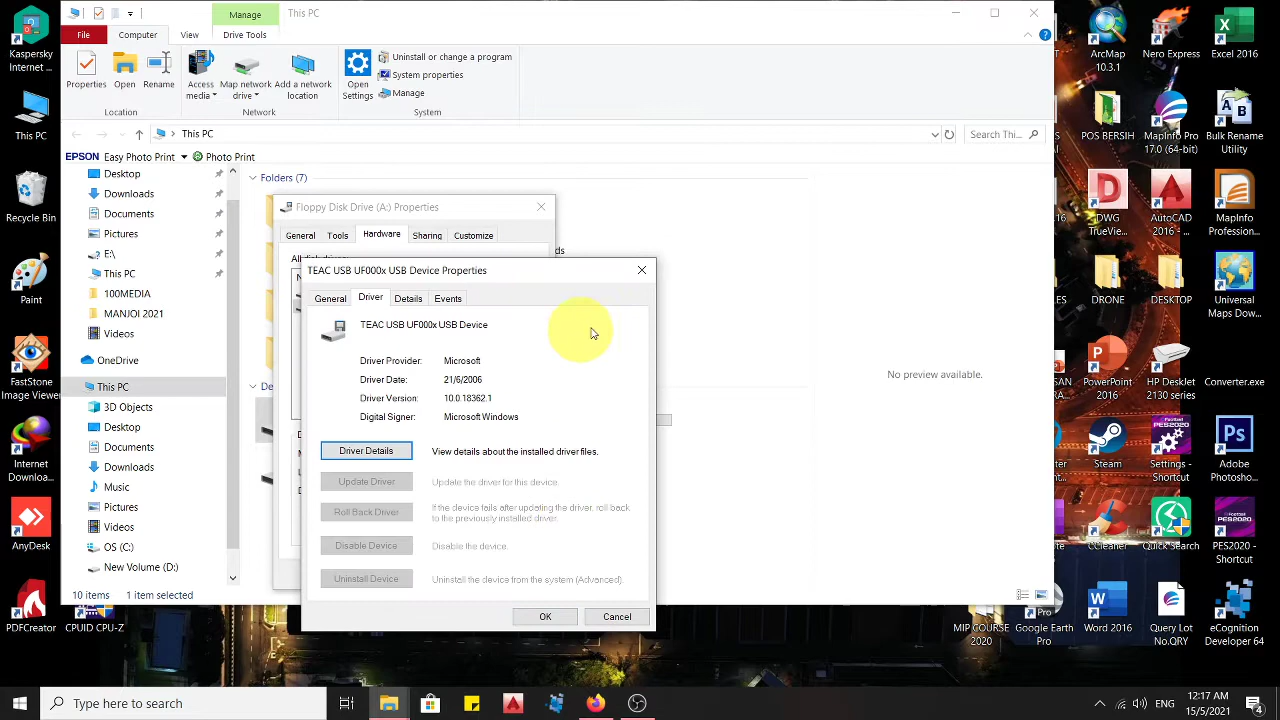 Manage
This PC
File
Computer
View
Drive Tools
Properties
Open
Rename
Access media
Map network drive
Add a network location
Open Settings
Uninstall or change a program
System properties
Manage
Location
Network
System
This PC
Search Thi...
EPSON Easy Photo Print
Photo Print
Desktop
Downloads
Documents
Pictures
E:\
This PC
100MEDIA
MANJOI 2021
Videos
OneDrive
This PC
3D Objects
Desktop
Documents
Downloads
Music
Pictures
Videos
OS (C:)
New Volume (D:)
10 items
1 item selected
Folders (7)
Floppy Disk Drive (A:) Properties
General
Tools
Hardware
Sharing
Customize
ds
De
TEAC USB UF000x USB Device Properties
General
Driver
Details
Events
TEAC USB UF000x USB Device
Driver Provider: Microsoft
Driver Date: 21/6/2006
Driver Version: 10.0.18362.1
Digital Signer: Microsoft Windows
Driver Details
View details about the installed driver files.
Update Driver
Update the driver for this device.
Roll Back Driver
If the device fails after updating the driver, roll back
to the previously installed driver.
Disable Device
Disable the device.
Uninstall Device
Uninstall the device from the system (Advanced).
OK
Cancel
No preview available.
Kaspersky
Internet ...
This PC
Recycle Bin
Paint
FastStone
Image Viewer
Internet
Downloa...
AnyDesk
PDFCreator
CPUID CPU-Z
ArcMap
10.3.1
Nero Express
Excel 2016
POS BERSIH
MapInfo Pro
17.0 (64-bit)
Bulk Rename
Utility
DWG
TrueVie...
AutoCAD
2016 - ...
MapInfo
Profession...
DRONE
DESKTOP
Universal
Maps Dow...
PowerPoint
2016
HP DeskJet
Converter.exe
Steam
Settings -
Adobe
Photosho...
CCleaner
Quick Search
PES2020 -
Shortcut
MIP COURSE
2020
Google Earth
Pro
Word 2016
Query Lot
No.QRY
eCognition
Developer 64
Type here to search
ENG
12:17 AM
15/5/2021